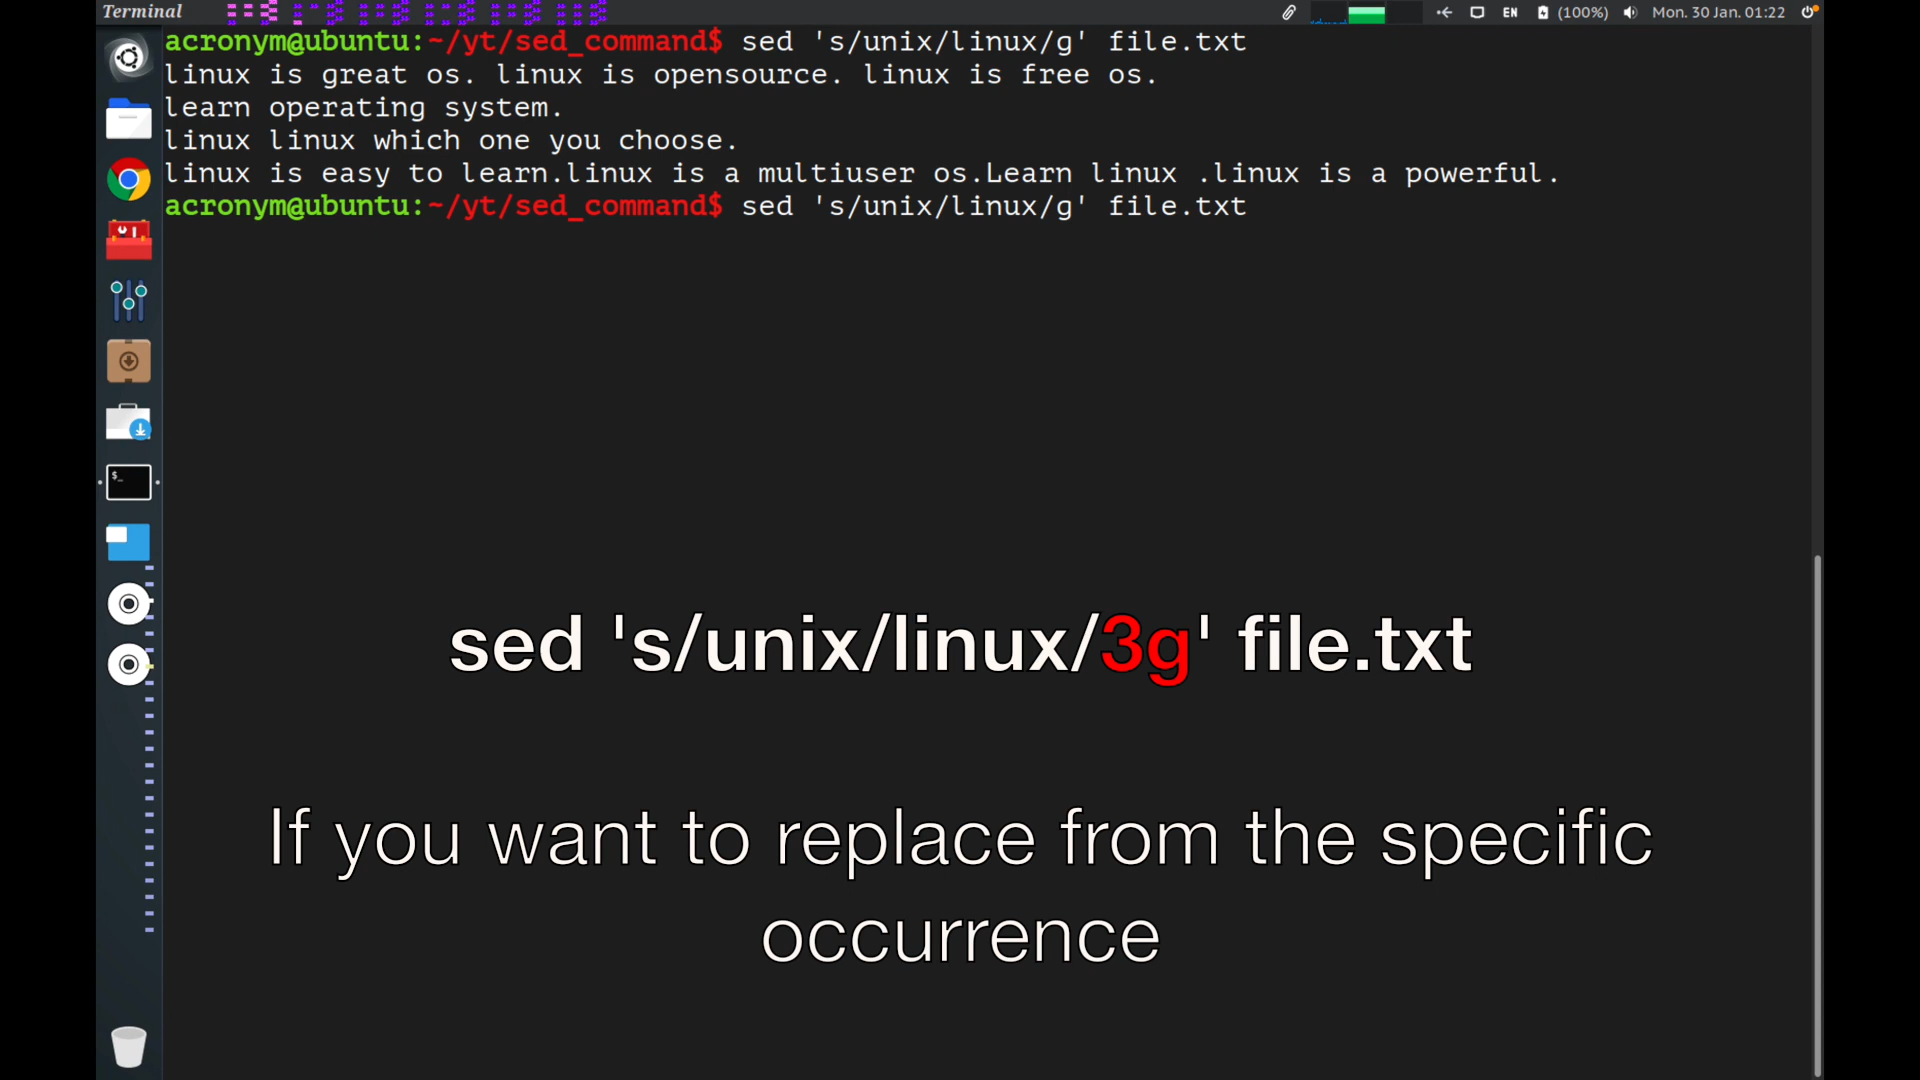 Terminal
EN (100%) Mon. 30 Jan. 01:22
acronym@ubuntu:~/yt/sed_command$ sed 's/unix/linux/g' file.txt
linux is great os. linux is opensource. linux is free os.
learn operating system.
linux linux which one you choose.
linux is easy to learn.linux is a multiuser os.Learn linux .linux is a powerful.
acronym@ubuntu:~/yt/sed_command$ sed 's/unix/linux/g' file.txt
$_
sed 's/unix/linux/3g' file.txt
If you want to replace from the specific
occurrence